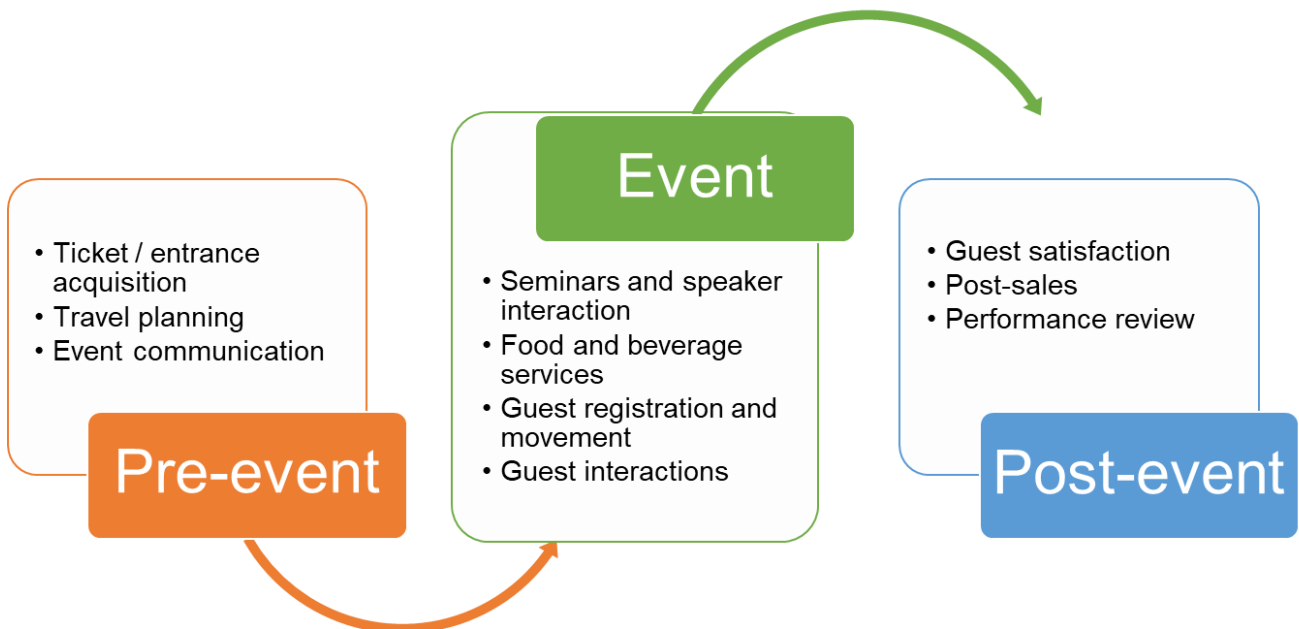 • Ticket / entrance
acquisition
• Travel planning
• Event communication
Pre-event
Event
• Seminars and speaker
interaction
• Food and beverage
services
• Guest registration and
movement
• Guest interactions
• Guest satisfaction
• Post-sales
• Performance review
Post-event